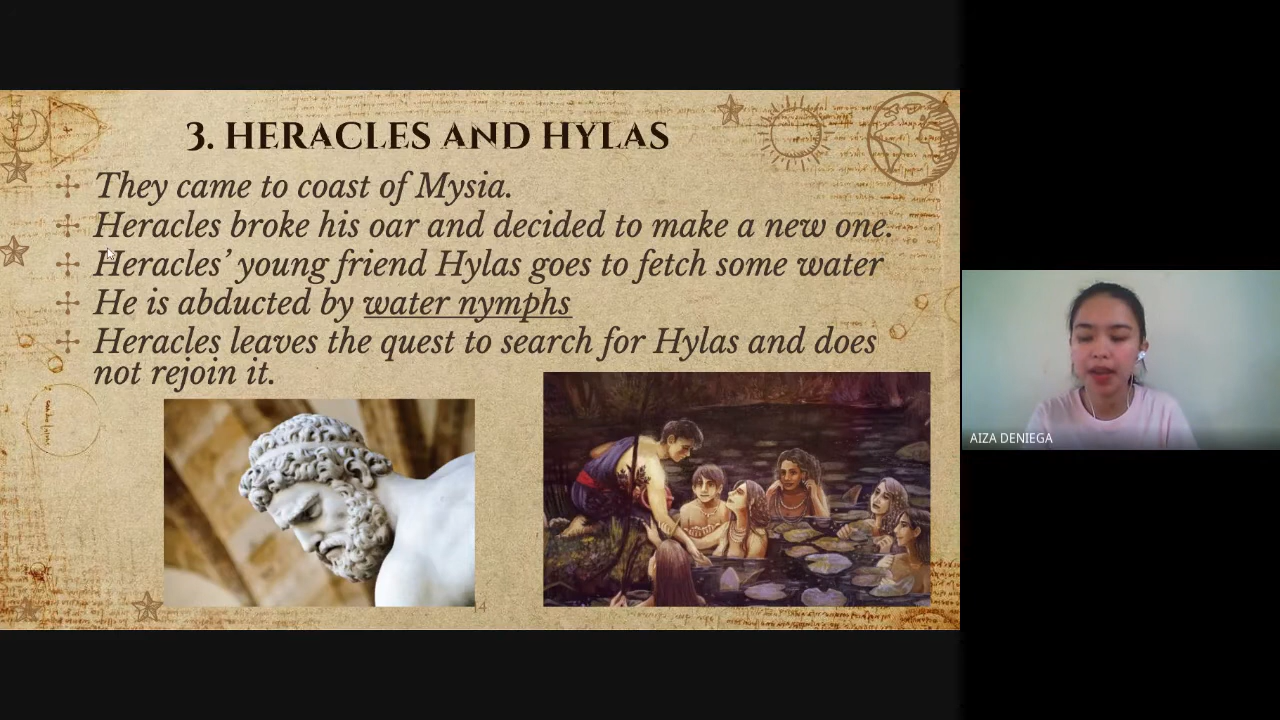 3. HERACLES AND HYLAS
They came to coast of Mysia.
Heracles broke his oar and decided to make a new one.
Heracles’ young friend Hylas goes to fetch some water
He is abducted by water nymphs
Heracles leaves the quest to search for Hylas and does
not rejoin it.
AIZA DENIEGA